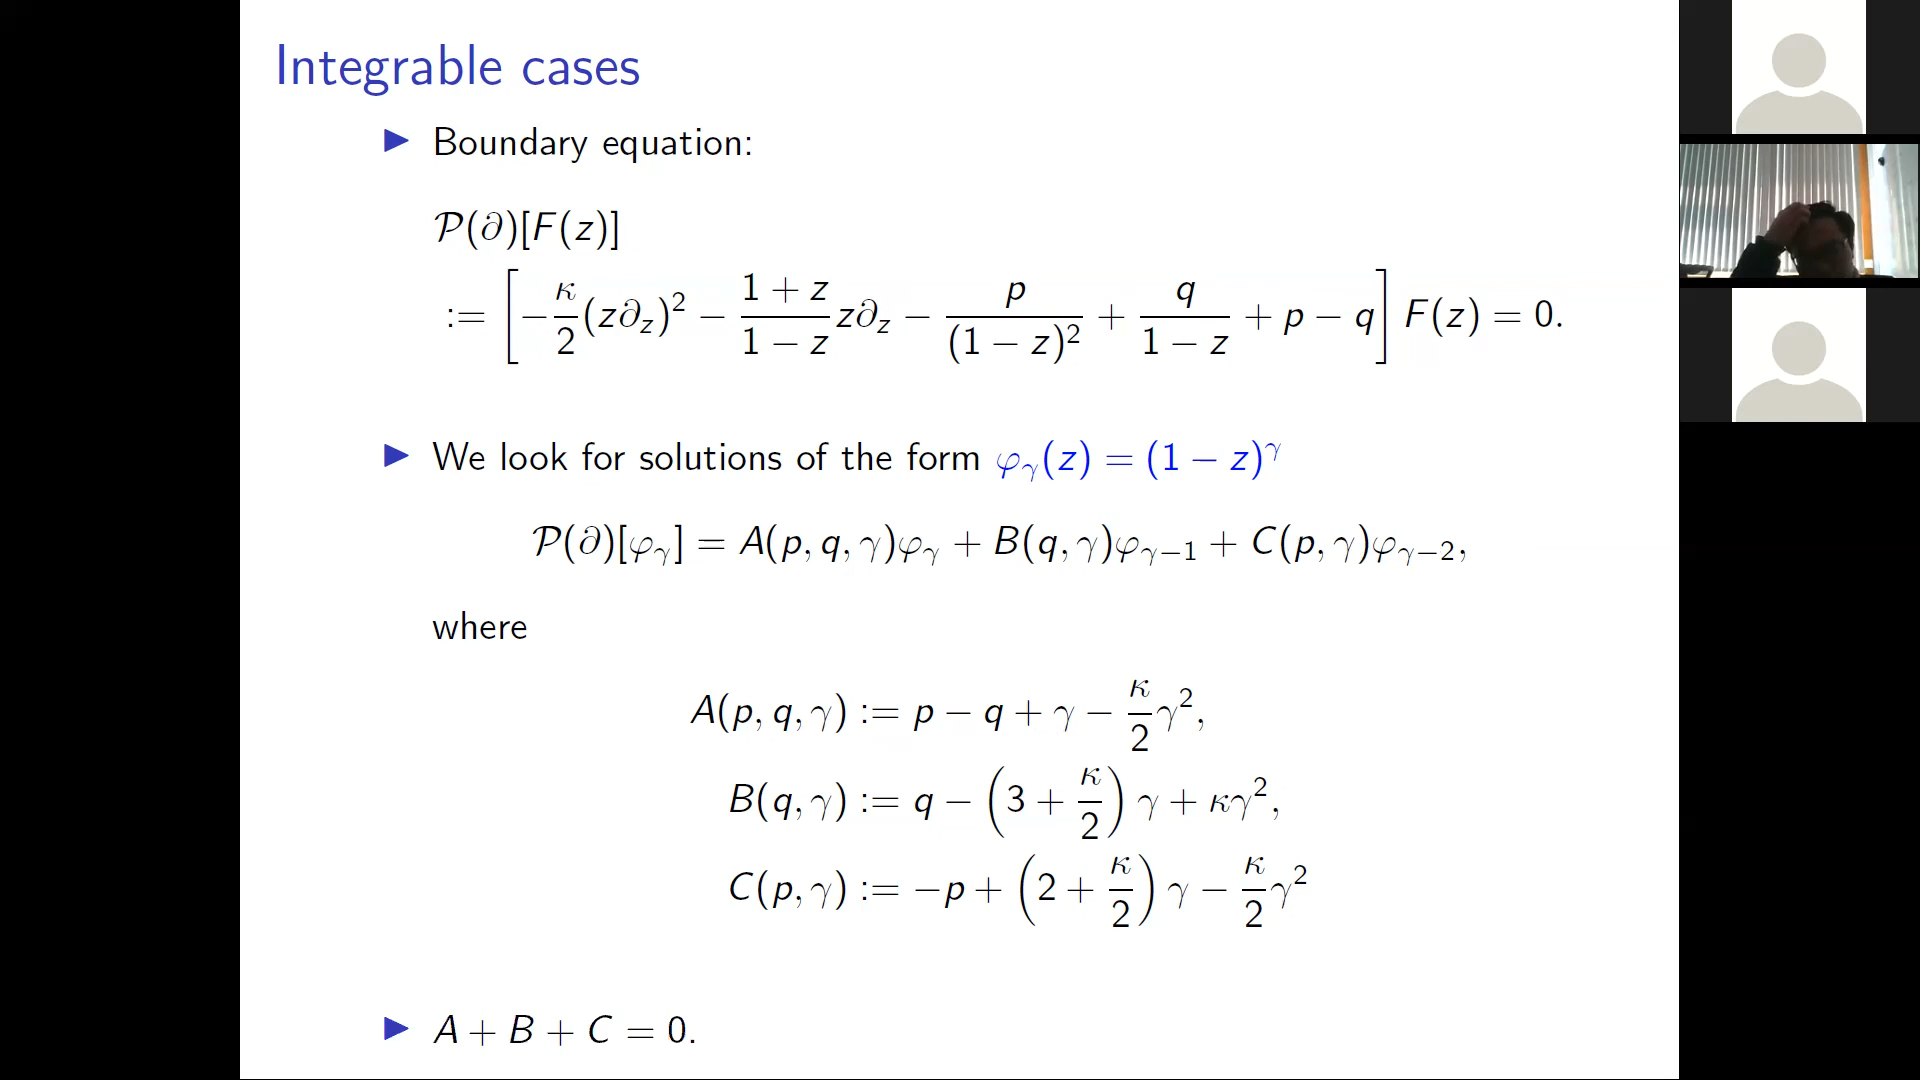 Integrable cases
▶ Boundary equation:
𝒫(∂)[F(z)]
:= [ −κ/2 (z∂_z)² − (1 + z)/(1 − z) z∂_z − p/(1 − z)² + q/(1 − z) + p − q ] F(z) = 0.
▶ We look for solutions of the form φ_γ(z) = (1 − z)^γ
𝒫(∂)[φ_γ] = A(p, q, γ)φ_γ + B(q, γ)φ_{γ−1} + C(p, γ)φ_{γ−2},
where
A(p, q, γ) := p − q + γ − κ/2 γ²,
B(q, γ) := q − (3 + κ/2) γ + κγ²,
C(p, γ) := −p + (2 + κ/2) γ − κ/2 γ²
▶ A + B + C = 0.